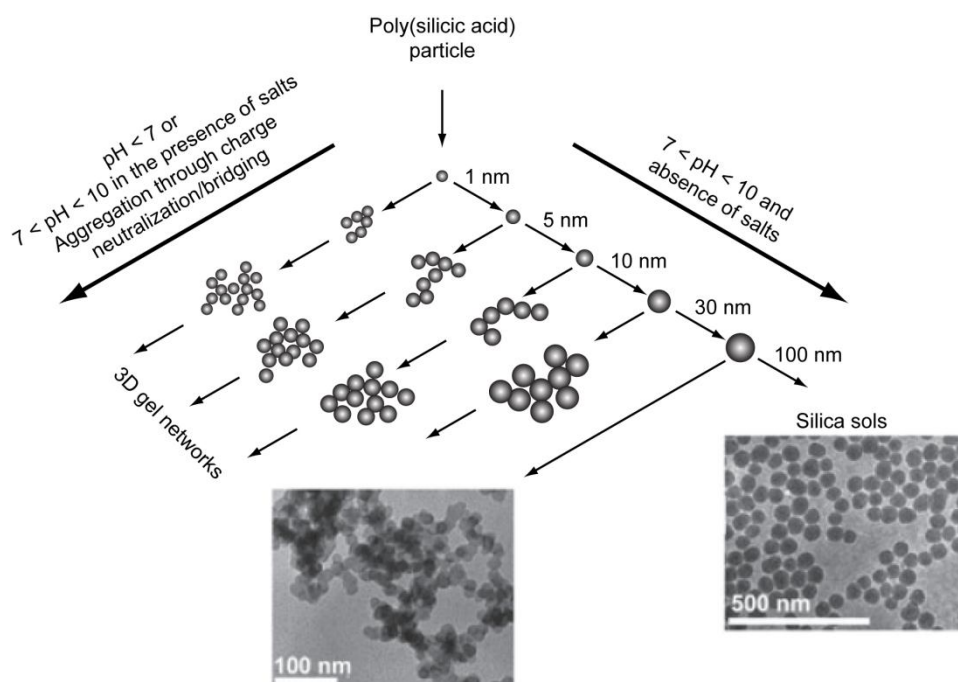 Poly(silicic acid)
particle
pH < 7 or
7 < pH < 10 in the presence of salts
Aggregation through charge
neutralization/bridging
7 < pH < 10 and
absence of salts
1 nm
5 nm
10 nm
30 nm
100 nm
3D gel networks
Silica sols
100 nm
500 nm